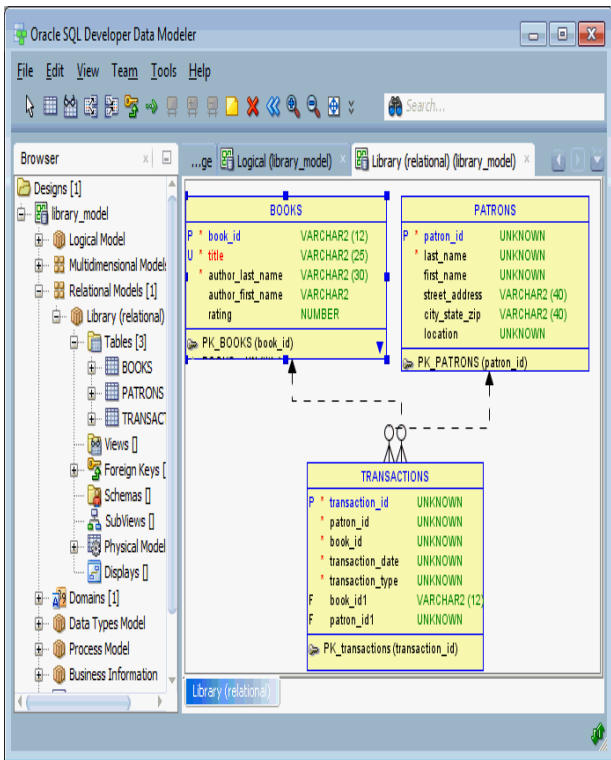 Oracle SQL Developer Data Modeler
File Edit View Team Tools Help
Search...
Browser
...ge Logical (library_model) Library (relational) (library_model)
Designs [1]
library_model
Logical Model
Multidimensional Models
Relational Models [1]
Library (relational)
Tables [3]
BOOKS
PATRONS
TRANSAC
Views []
Foreign Keys [
Schemas []
SubViews []
Physical Model
Displays []
Domains [1]
Data Types Model
Process Model
Business Information
BOOKS
P * book_id VARCHAR2 (12)
U * title VARCHAR2 (25)
* author_last_name VARCHAR2 (30)
author_first_name VARCHAR2
rating NUMBER
PK_BOOKS (book_id)
PATRONS
P * patron_id UNKNOWN
* last_name UNKNOWN
first_name UNKNOWN
street_address VARCHAR2 (40)
city_state_zip VARCHAR2 (40)
location UNKNOWN
PK_PATRONS (patron_id)
TRANSACTIONS
P * transaction_id UNKNOWN
* patron_id UNKNOWN
* book_id UNKNOWN
* transaction_date UNKNOWN
* transaction_type UNKNOWN
F book_id1 VARCHAR2 (12)
F patron_id1 UNKNOWN
PK_transactions (transaction_id)
Library (relational)